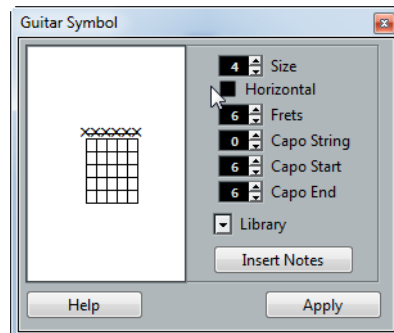 Guitar Symbol
4 Size
Horizontal
6 Frets
0 Capo String
6 Capo Start
6 Capo End
Library
Insert Notes
Help
Apply